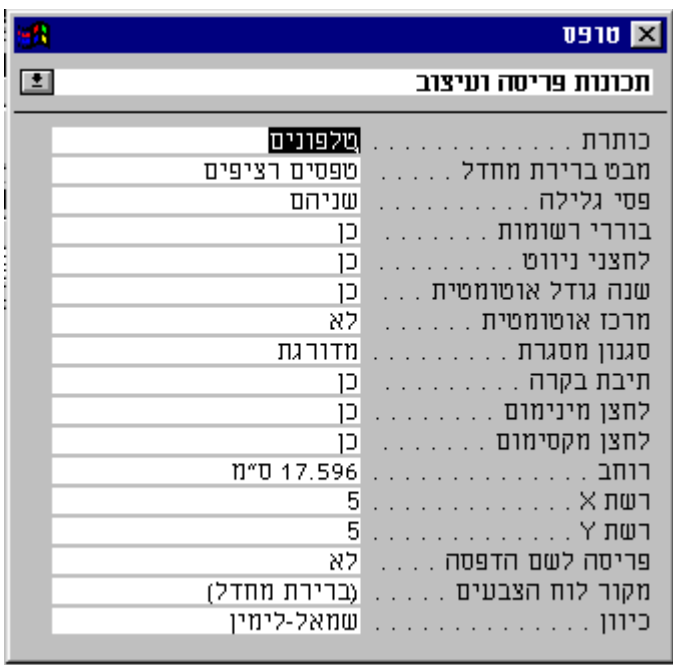 טופס
תכונות פריסה ועיצוב
כותרת . . . . . . . . . . . . . טלפונים
מבט ברירת מחדל . . . . . טפסים רציפים
פסי גלילה . . . . . . . . . . שניהם
בוררי רשומות . . . . . . . כן
לחצני ניווט . . . . . . . . . כן
שנה גודל אוטומטית . . . כן
מרכז אוטומטית . . . . . . לא
סגנון מסגרת . . . . . . . . . מדורגת
תיבת בקרה . . . . . . . . . כן
לחצן מינימום . . . . . . . . כן
לחצן מקסימום . . . . . . . כן
רוחב . . . . . . . . . . . . . . 17.596 ס"מ
רשת X . . . . . . . . . . . . . 5
רשת Y . . . . . . . . . . . . . 5
פריסה לשם הדפסה . . . . לא
מקור לוח הצבעים . . . . . (ברירת מחדל)
כיוון . . . . . . . . . . . . . . שמאל-לימין